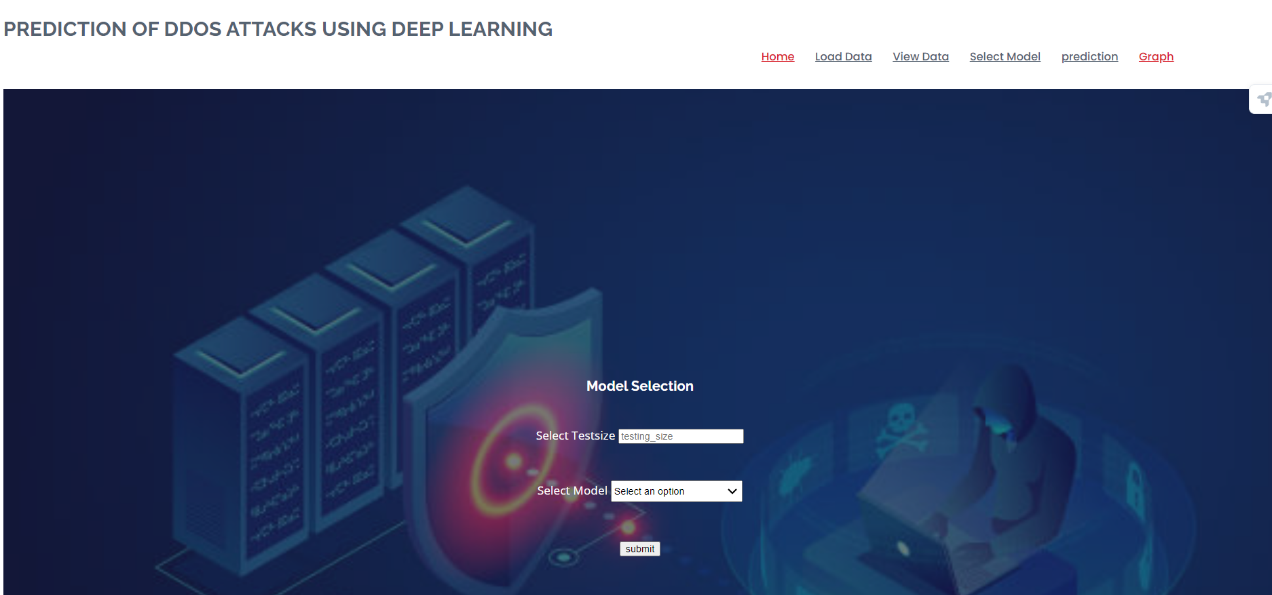 PREDICTION OF DDOS ATTACKS USING DEEP LEARNING
Home Load Data View Data Select Model prediction Graph
Model Selection
Select Testsize testing_size
Select Model Select an option
submit